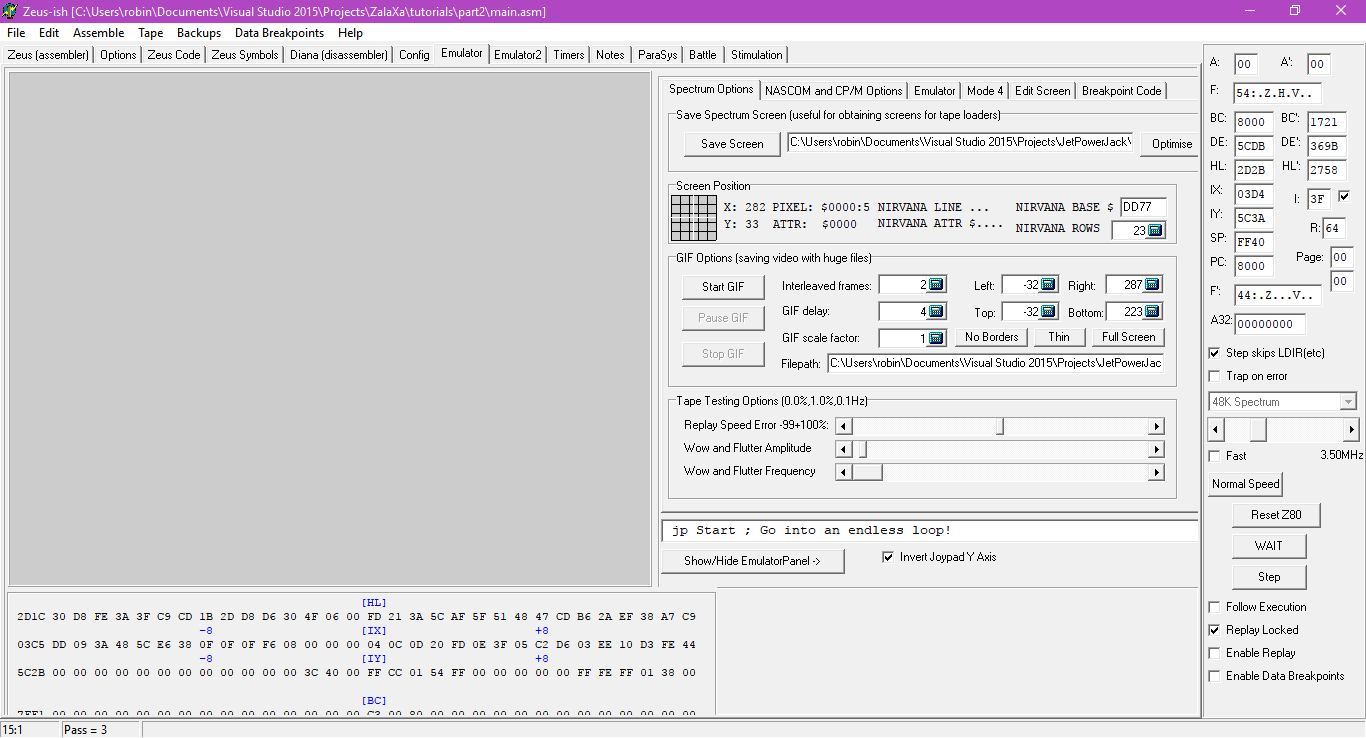 Zeus-ish [C:\Users\robin\Documents\Visual Studio 2015\Projects\ZalaXa\tutorials\part2\main.asm]
File Edit Assemble Tape Backups Data Breakpoints Help
Zeus (assembler) Options Zeus Code Zeus Symbols Diana (disassembler) Config Emulator Emulator2 Timers Notes ParaSys Battle Stimulation
Spectrum Options NASCOM and CP/M Options Emulator Mode 4 Edit Screen Breakpoint Code
Save Spectrum Screen (useful for obtaining screens for tape loaders)
Save Screen C:\Users\robin\Documents\Visual Studio 2015\Projects\JetPowerJack\ Optimise
Screen Position
X: 282 PIXEL: $0000:5 NIRVANA LINE ... NIRVANA BASE $ DD77
Y: 33 ATTR: $0000 NIRVANA ATTR $.... NIRVANA ROWS 23
GIF Options (saving video with huge files)
Start GIF Interleaved frames: 2 Left: -32 Right: 287
Pause GIF GIF delay: 4 Top: -32 Bottom: 223
GIF scale factor: 1 No Borders Thin Full Screen
Stop GIF Filepath: C:\Users\robin\Documents\Visual Studio 2015\Projects\JetPowerJac
Tape Testing Options (0.0%,1.0%,0.1Hz)
Replay Speed Error -99+100%:
Wow and Flutter Amplitude
Wow and Flutter Frequency
jp Start ; Go into an endless loop!
Show/Hide EmulatorPanel -> Invert Joypad Y Axis
[HL]
2D1C 30 D8 FE 3A 3F C9 CD 1B 2D D8 D6 30 4F 06 00 FD 21 3A 5C AF 5F 51 48 47 CD B6 2A EF 38 A7 C9
-8 [IX] +8
03C5 DD 09 3A 48 5C E6 38 0F 0F 0F F6 08 00 00 00 04 0C 0D 20 FD 0E 3F 05 C2 D6 03 EE 10 D3 FE 44
-8 [IY] +8
5C2B 00 00 00 00 00 00 00 00 00 00 00 00 3C 40 00 FF CC 01 54 FF 00 00 00 00 00 FF FE FF 01 38 00
[BC]
A: 00 A': 00
F: 54:.Z.H.V..
BC: 8000 BC': 1721
DE: 5CDB DE': 369B
HL: 2D2B HL': 2758
IX: 03D4 I: 3F
IY: 5C3A R: 64
SP: FF40 Page: 00
PC: 8000 00
F': 44:.Z...V..
A32: 00000000
Step skips LDIR(etc)
Trap on error
48K Spectrum
Fast 3.50MHz
Normal Speed
Reset Z80
WAIT
Step
Follow Execution
Replay Locked
Enable Replay
Enable Data Breakpoints
15:1 Pass = 3